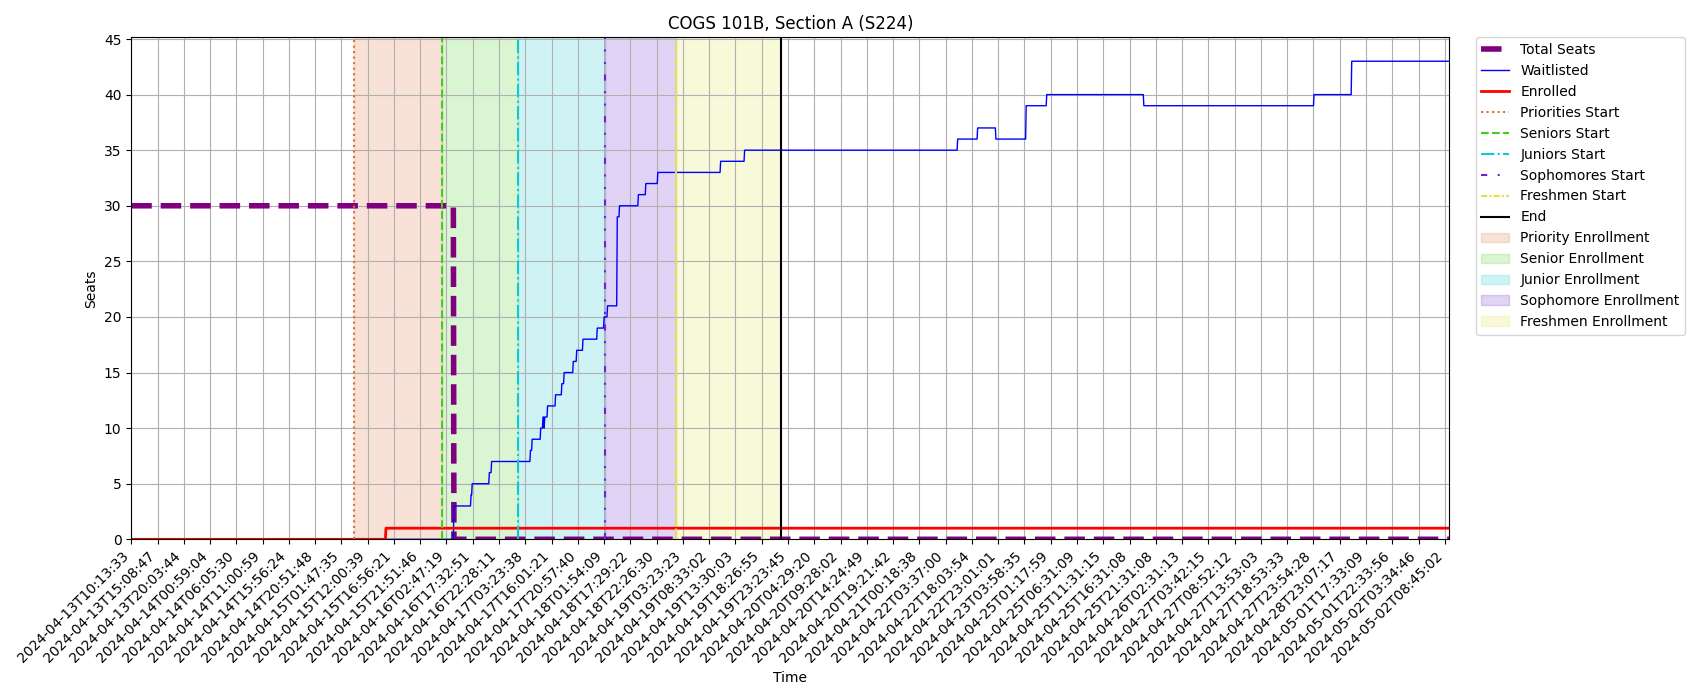 COGS 101B, Section A (S224)
45
40
35
30
25
20
15
10
5
0
Seats
2024-04-13T10:13:33
2024-04-13T15:08:47
2024-04-13T20:03:44
2024-04-14T00:59:04
2024-04-14T06:05:30
2024-04-14T11:00:59
2024-04-14T15:56:24
2024-04-14T20:51:48
2024-04-15T01:47:35
2024-04-15T12:00:39
2024-04-15T16:56:21
2024-04-15T21:51:46
2024-04-16T02:47:19
2024-04-16T17:32:51
2024-04-16T22:28:11
2024-04-17T03:23:38
2024-04-17T16:01:21
2024-04-17T20:57:40
2024-04-18T01:54:09
2024-04-18T17:29:22
2024-04-18T22:26:30
2024-04-19T03:23:23
2024-04-19T08:33:02
2024-04-19T13:30:03
2024-04-19T18:26:55
2024-04-19T23:23:45
2024-04-20T04:29:20
2024-04-20T09:28:02
2024-04-20T14:24:49
2024-04-20T19:21:42
2024-04-21T00:18:38
2024-04-22T03:37:00
2024-04-22T18:03:54
2024-04-22T23:01:01
2024-04-23T03:58:35
2024-04-25T01:17:59
2024-04-25T06:31:09
2024-04-25T11:31:15
2024-04-25T16:31:08
2024-04-25T21:31:08
2024-04-26T02:31:13
2024-04-27T03:42:15
2024-04-27T08:52:12
2024-04-27T13:53:03
2024-04-27T18:53:33
2024-04-27T23:54:28
2024-04-28T23:07:17
2024-05-01T17:33:09
2024-05-01T22:33:56
2024-05-02T03:34:46
2024-05-02T08:45:02
Time
Total Seats
Waitlisted
Enrolled
Priorities Start
Seniors Start
Juniors Start
Sophomores Start
Freshmen Start
End
Priority Enrollment
Senior Enrollment
Junior Enrollment
Sophomore Enrollment
Freshmen Enrollment